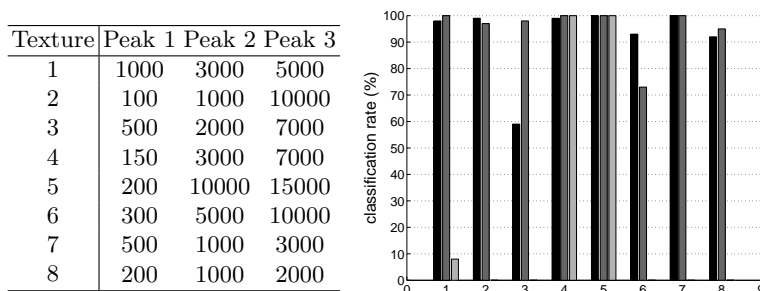 Texture Peak 1 Peak 2 Peak 3
1 1000 3000 5000
2 100 1000 10000
3 500 2000 7000
4 150 3000 7000
5 200 10000 15000
6 300 5000 10000
7 500 1000 3000
8 200 1000 2000
classification rate (%)
100
90
80
70
60
50
40
30
20
10
0
0 1 2 3 4 5 6 7 8 9